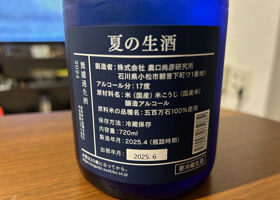 夏の生酒
製造者:株式会社 農口尚彦研究所
石川県小松市観音下町ワ1番地1
アルコール分:17度
原材料名:米(国産) 米こうじ(国産米)
醸造アルコール
原料米の品種名:五百万石100%使用
保存方法:冷蔵保存
内容量:720ml
製造年月:2025.4(瓶詰時期)
出荷年月:
2025. 6
無濾過生原酒
2024